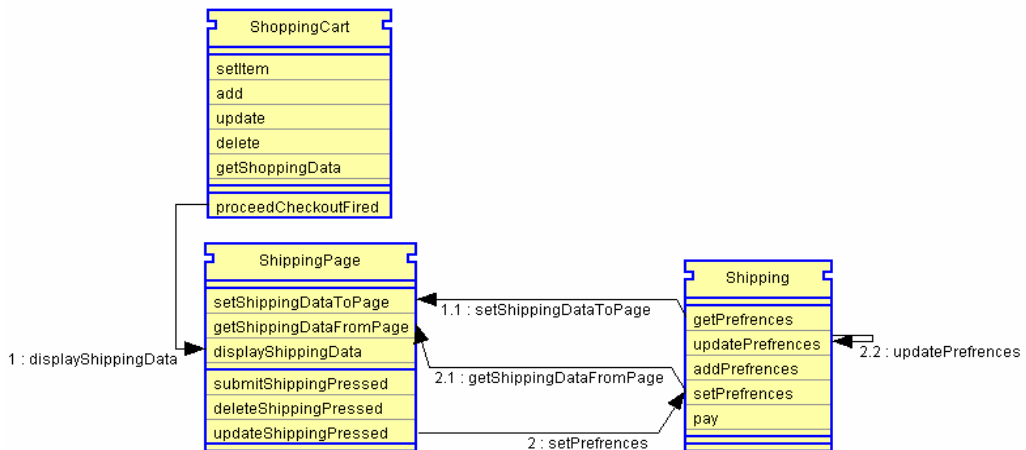 ShoppingCart
setItem
add
update
delete
getShoppingData
proceedCheckoutFired
ShippingPage
setShippingDataToPage
getShippingDataFromPage
displayShippingData
submitShippingPressed
deleteShippingPressed
updateShippingPressed
1 : displayShippingData
1.1 : setShippingDataToPage
2.1 : getShippingDataFromPage
2 : setPrefrences
Shipping
getPrefrences
updatePrefrences
addPrefrences
setPrefrences
pay
2.2 : updatePrefrences